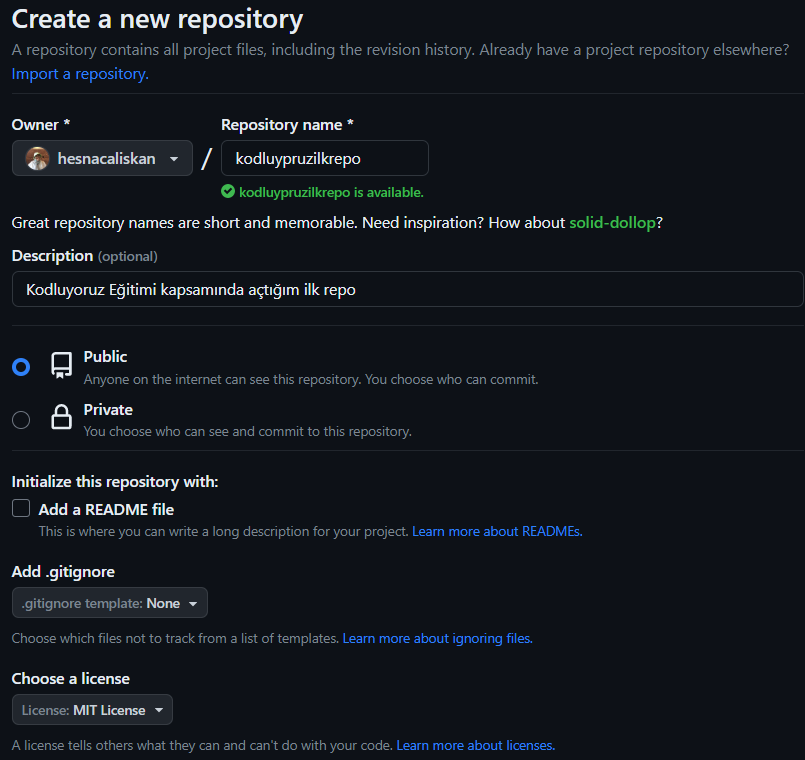 Create a new repository
A repository contains all project files, including the revision history. Already have a project repository elsewhere?
Import a repository.
Owner * Repository name *
hesnacaliskan / kodluypruzilkrepo
kodluypruzilkrepo is available.
Great repository names are short and memorable. Need inspiration? How about solid-dollop?
Description (optional)
Kodluyoruz Eğitimi kapsamında açtığım ilk repo
Public
Anyone on the internet can see this repository. You choose who can commit.
Private
You choose who can see and commit to this repository.
Initialize this repository with:
Add a README file
This is where you can write a long description for your project. Learn more about READMEs.
Add .gitignore
.gitignore template: None
Choose which files not to track from a list of templates. Learn more about ignoring files.
Choose a license
License: MIT License
A license tells others what they can and can't do with your code. Learn more about licenses.